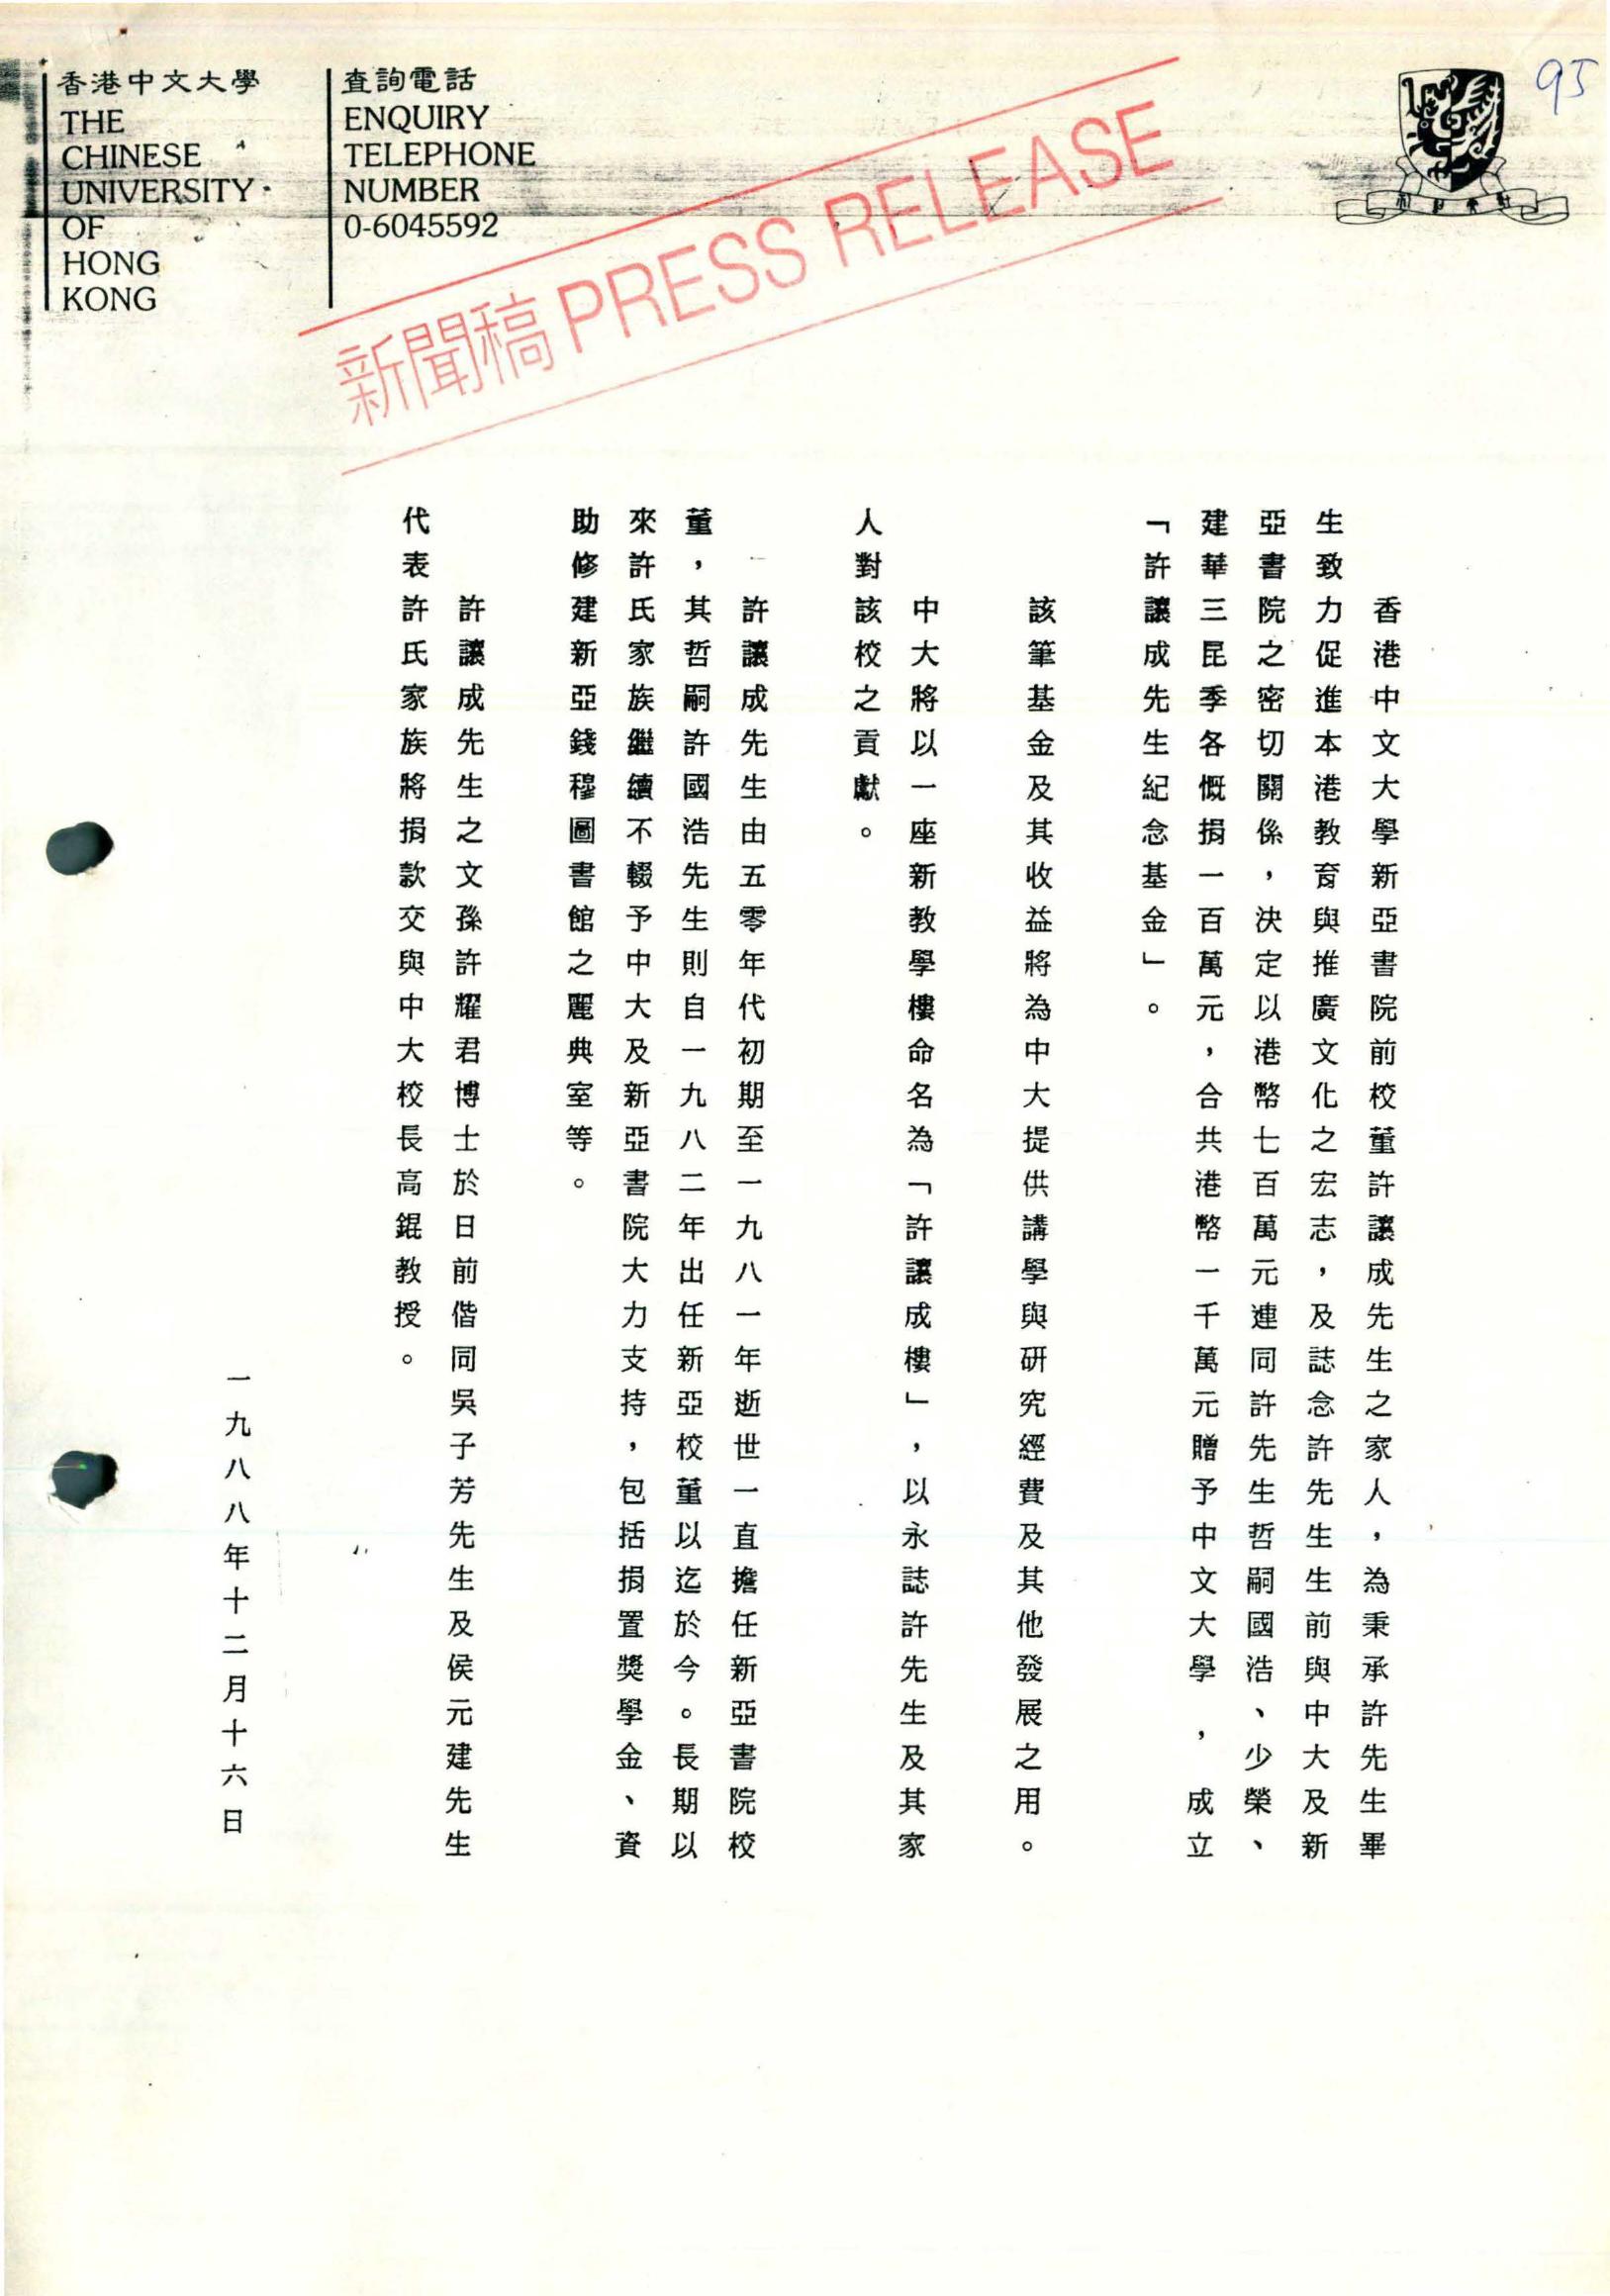 香港中文大學
THE
CHINESE
UNIVERSITY
OF
HONG
KONG
查詢電話
ENQUIRY
TELEPHONE
NUMBER
0-6045592
95
新聞稿 PRESS RELEASE
香港中文大學新亞書院前校董許讓成先生之家人，為秉承許先生畢
生致力促進本港教育與推廣文化之宏志，及誌念許先生生前與中大及新
亞書院之密切關係，決定以港幣七百萬元連同許先生哲嗣國浩、少榮、
建華三昆季各慨捐一百萬元，合共港幣一千萬元贈予中文大學，成立
「許讓成先生紀念基金」。
該筆基金及其收益將為中大提供講學與研究經費及其他發展之用。
中大將以一座新教學樓命名為「許讓成樓」，以永誌許先生及其家
人對該校之貢獻。
許讓成先生由五零年代初期至一九八一年逝世一直擔任新亞書院校
董，其哲嗣許國浩先生則自一九八二年出任新亞校董以迄於今。長期以
來許氏家族繼續不輟予中大及新亞書院大力支持，包括捐置獎學金、資
助修建新亞錢穆圖書館之麗典室等。
許讓成先生之文孫許耀君博士於日前偕同吳子芳先生及侯元建先生
代表許氏家族將捐款交與中大校長高錕教授。
一九八八年十二月十六日